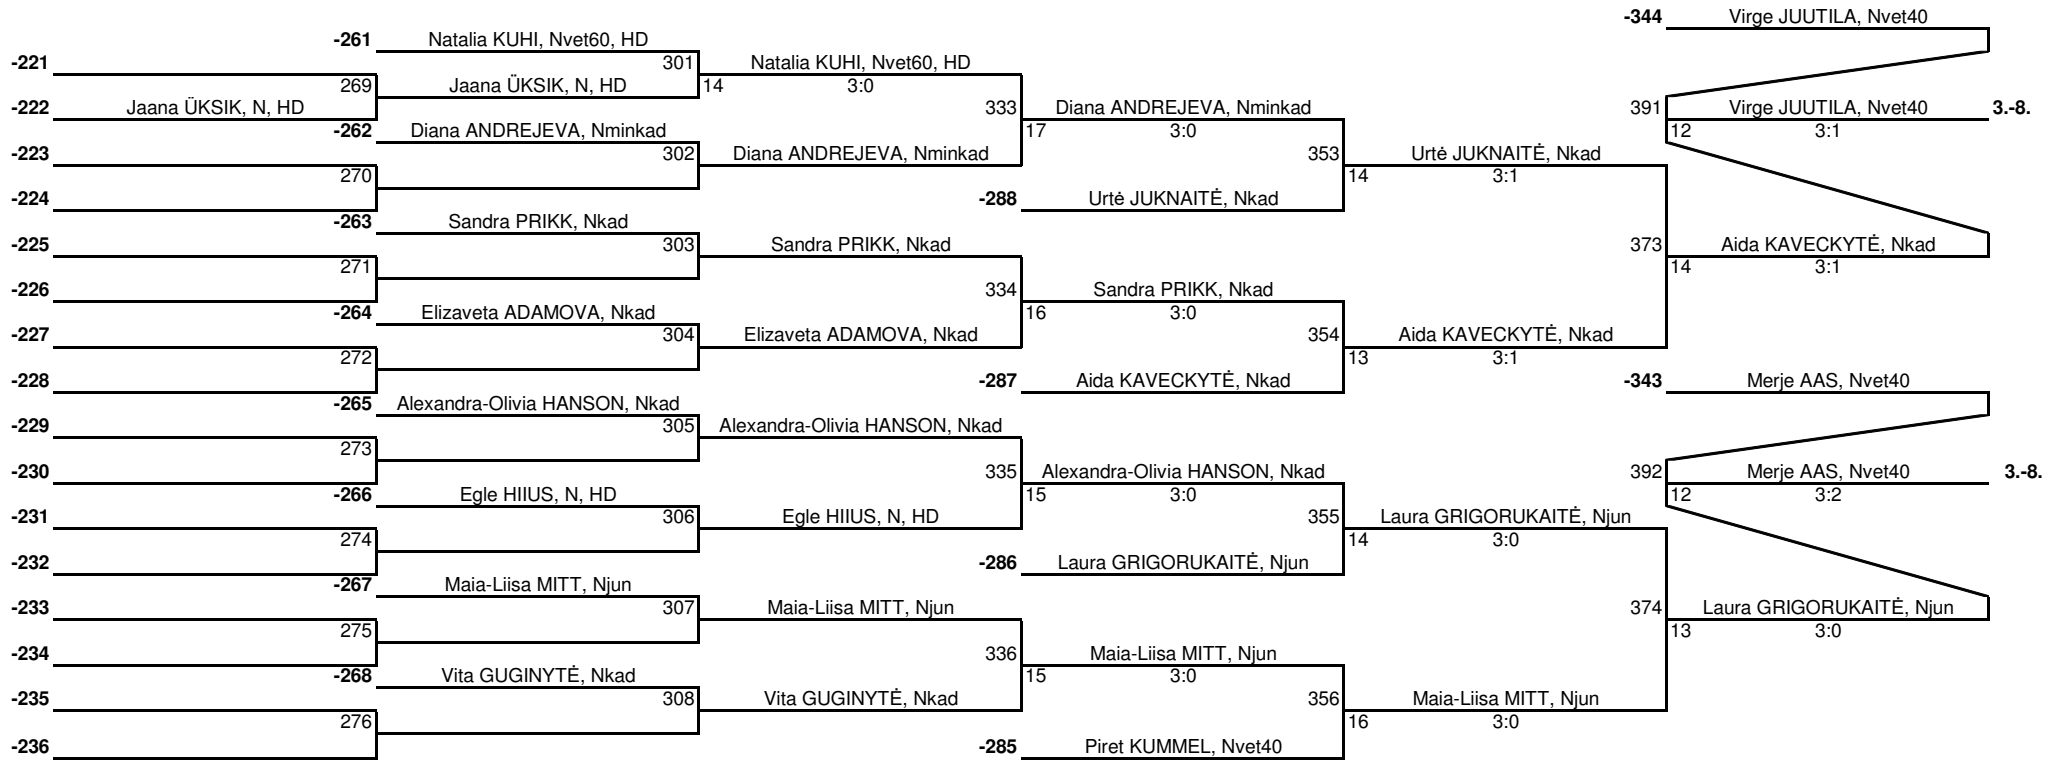 -344 Virge JUUTILA, Nvet40
-261 Natalia KUHI, Nvet60, HD
-221 301 Natalia KUHI, Nvet60, HD
269 Jaana ÜKSIK, N, HD 14 3:0
-222 Jaana ÜKSIK, N, HD 333 Diana ANDREJEVA, Nminkad 391 Virge JUUTILA, Nvet40 3.-8.
-262 Diana ANDREJEVA, Nminkad 17 3:0 12 3:1
-223 302 Diana ANDREJEVA, Nminkad 353 Urtė JUKNAITĖ, Nkad
270 14 3:1
-224 -288 Urtė JUKNAITĖ, Nkad
-263 Sandra PRIKK, Nkad
-225 303 Sandra PRIKK, Nkad 373 Aida KAVECKYTĖ, Nkad
271 14 3:1
-226 334 Sandra PRIKK, Nkad
-264 Elizaveta ADAMOVA, Nkad 16 3:0
-227 304 Elizaveta ADAMOVA, Nkad 354 Aida KAVECKYTĖ, Nkad
272 13 3:1
-228 -287 Aida KAVECKYTĖ, Nkad -343 Merje AAS, Nvet40
-265 Alexandra-Olivia HANSON, Nkad
-229 305 Alexandra-Olivia HANSON, Nkad
273
-230 335 Alexandra-Olivia HANSON, Nkad 392 Merje AAS, Nvet40 3.-8.
-266 Egle HIIUS, N, HD 15 3:0 12 3:2
-231 306 Egle HIIUS, N, HD 355 Laura GRIGORUKAITĖ, Njun
274 14 3:0
-232 -286 Laura GRIGORUKAITĖ, Njun
-267 Maia-Liisa MITT, Njun
-233 307 Maia-Liisa MITT, Njun 374 Laura GRIGORUKAITĖ, Njun
275 13 3:0
-234 336 Maia-Liisa MITT, Njun
-268 Vita GUGINYTĖ, Nkad 15 3:0
-235 308 Vita GUGINYTĖ, Nkad 356 Maia-Liisa MITT, Njun
276 16 3:0
-236 -285 Piret KUMMEL, Nvet40